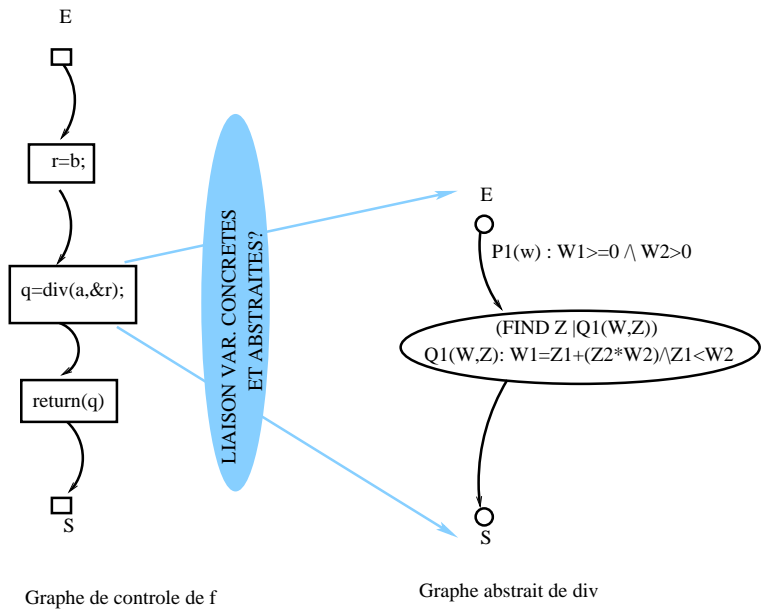 E
r=b;
q=div(a,&r);
return(q)
S
LIAISON VAR. CONCRETES
ET ABSTRAITES?
E
P1(w) : W1>=0 /\ W2>0
(FIND Z |Q1(W,Z))
Q1(W,Z): W1=Z1+(Z2*W2)/\Z1<W2
S
Graphe de controle de f
Graphe abstrait de div